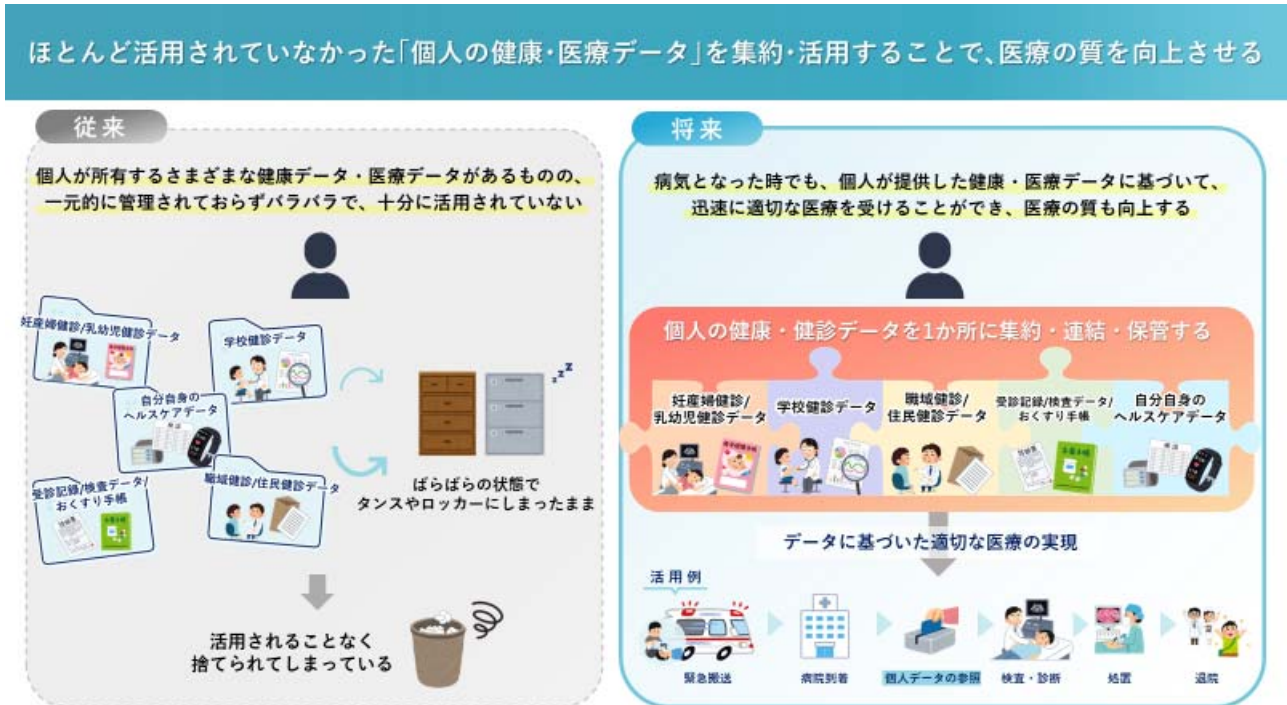 ほとんど活用されていなかった「個人の健康・医療データ」を集約・活用することで、医療の質を向上させる
従来
個人が所有するさまざまな健康データ・医療データがあるものの、
一元的に管理されておらずバラバラで、十分に活用されていない
妊産婦健診/乳幼児健診データ
学校健診データ
自分自身の
ヘルスケアデータ
受診記録/検査データ/
おくすり手帳
職域健診/住民健診データ
zzz
ばらばらの状態で
タンスやロッカーにしまったまま
活用されることなく
捨てられてしまっている
将来
病気となった時でも、個人が提供した健康・医療データに基づいて、
迅速に適切な医療を受けることができ、医療の質も向上する
個人の健康・健診データを1か所に集約・連結・保管する
妊産婦健診/
乳幼児健診データ
学校健診データ
職域健診/
住民健診データ
受診記録/検査データ/
おくすり手帳
自分自身の
ヘルスケアデータ
データに基づいた適切な医療の実現
活用例
緊急搬送
病院到着
個人データの参照
検査・診断
処置
退院